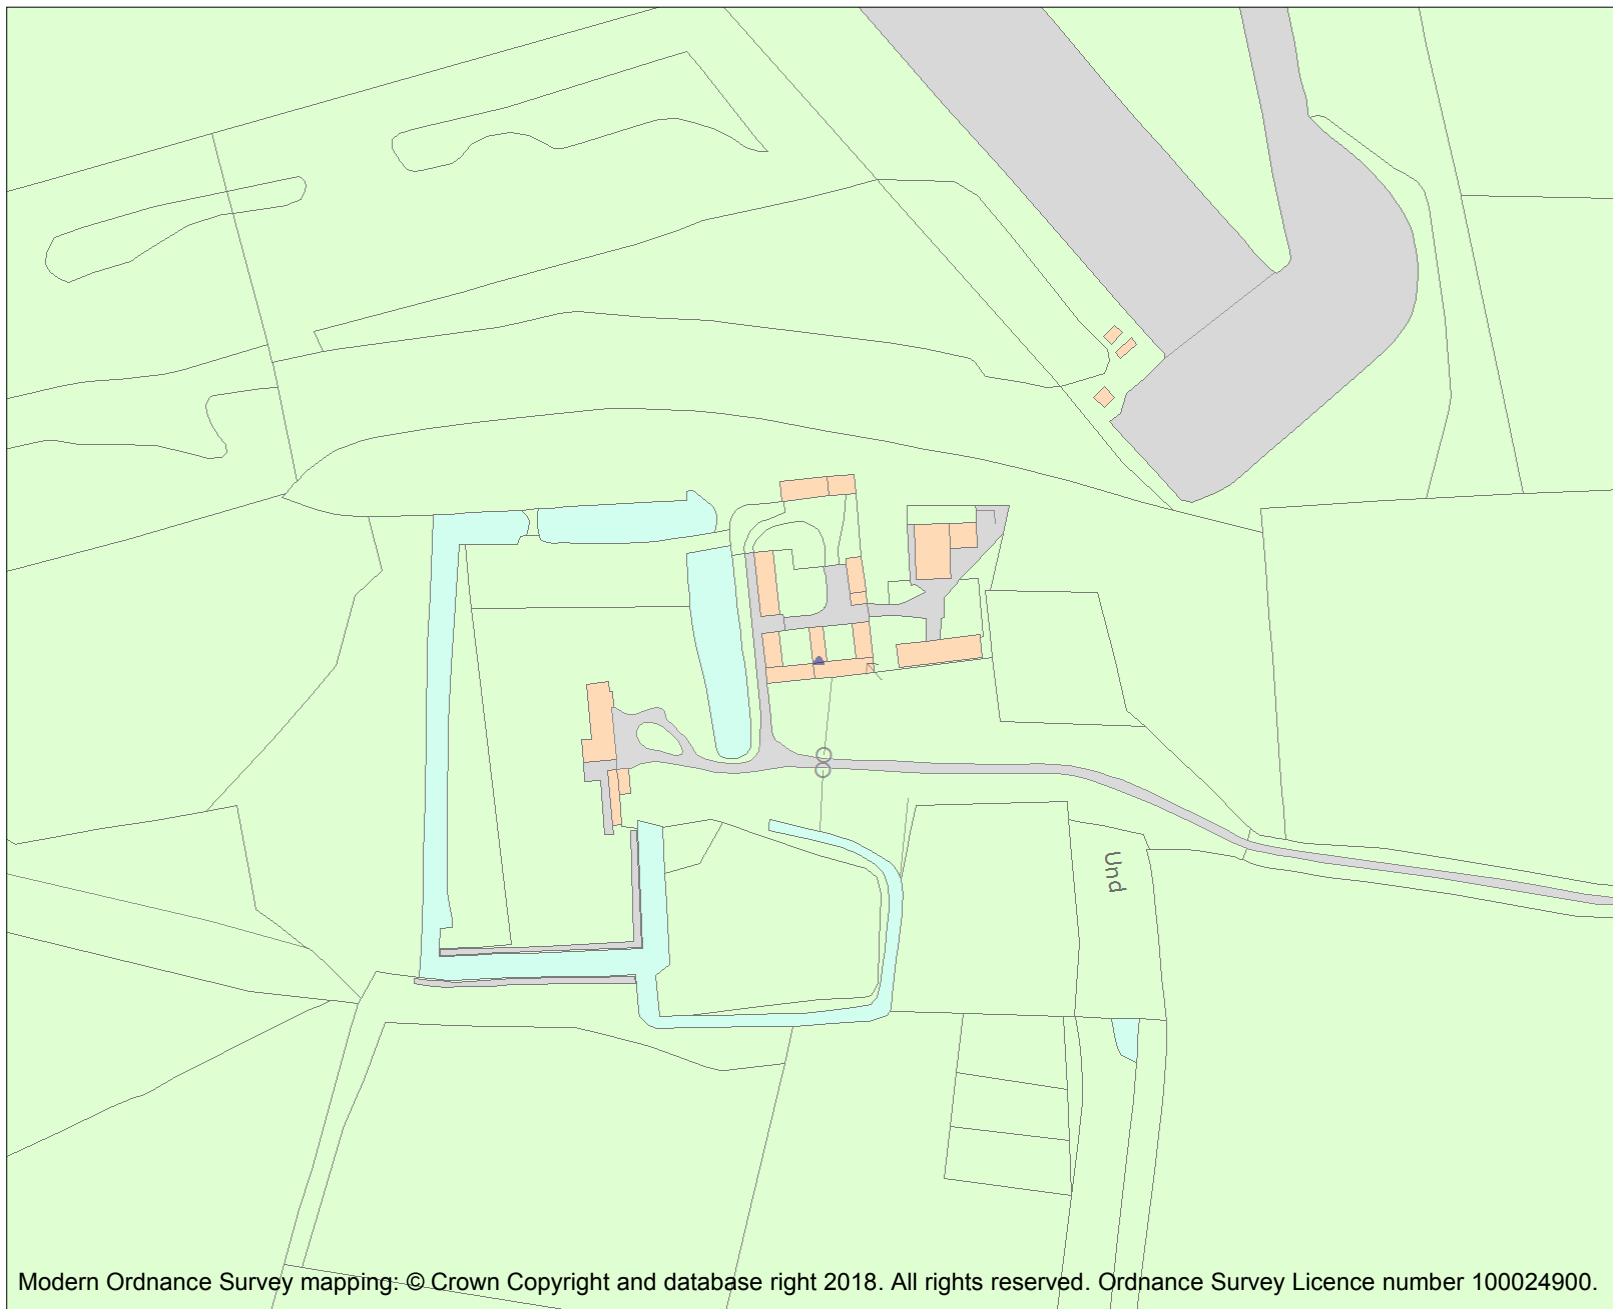 Und
Modern Ordnance Survey mapping: © Crown Copyright and database right 2018. All rights reserved. Ordnance Survey Licence number 100024900.